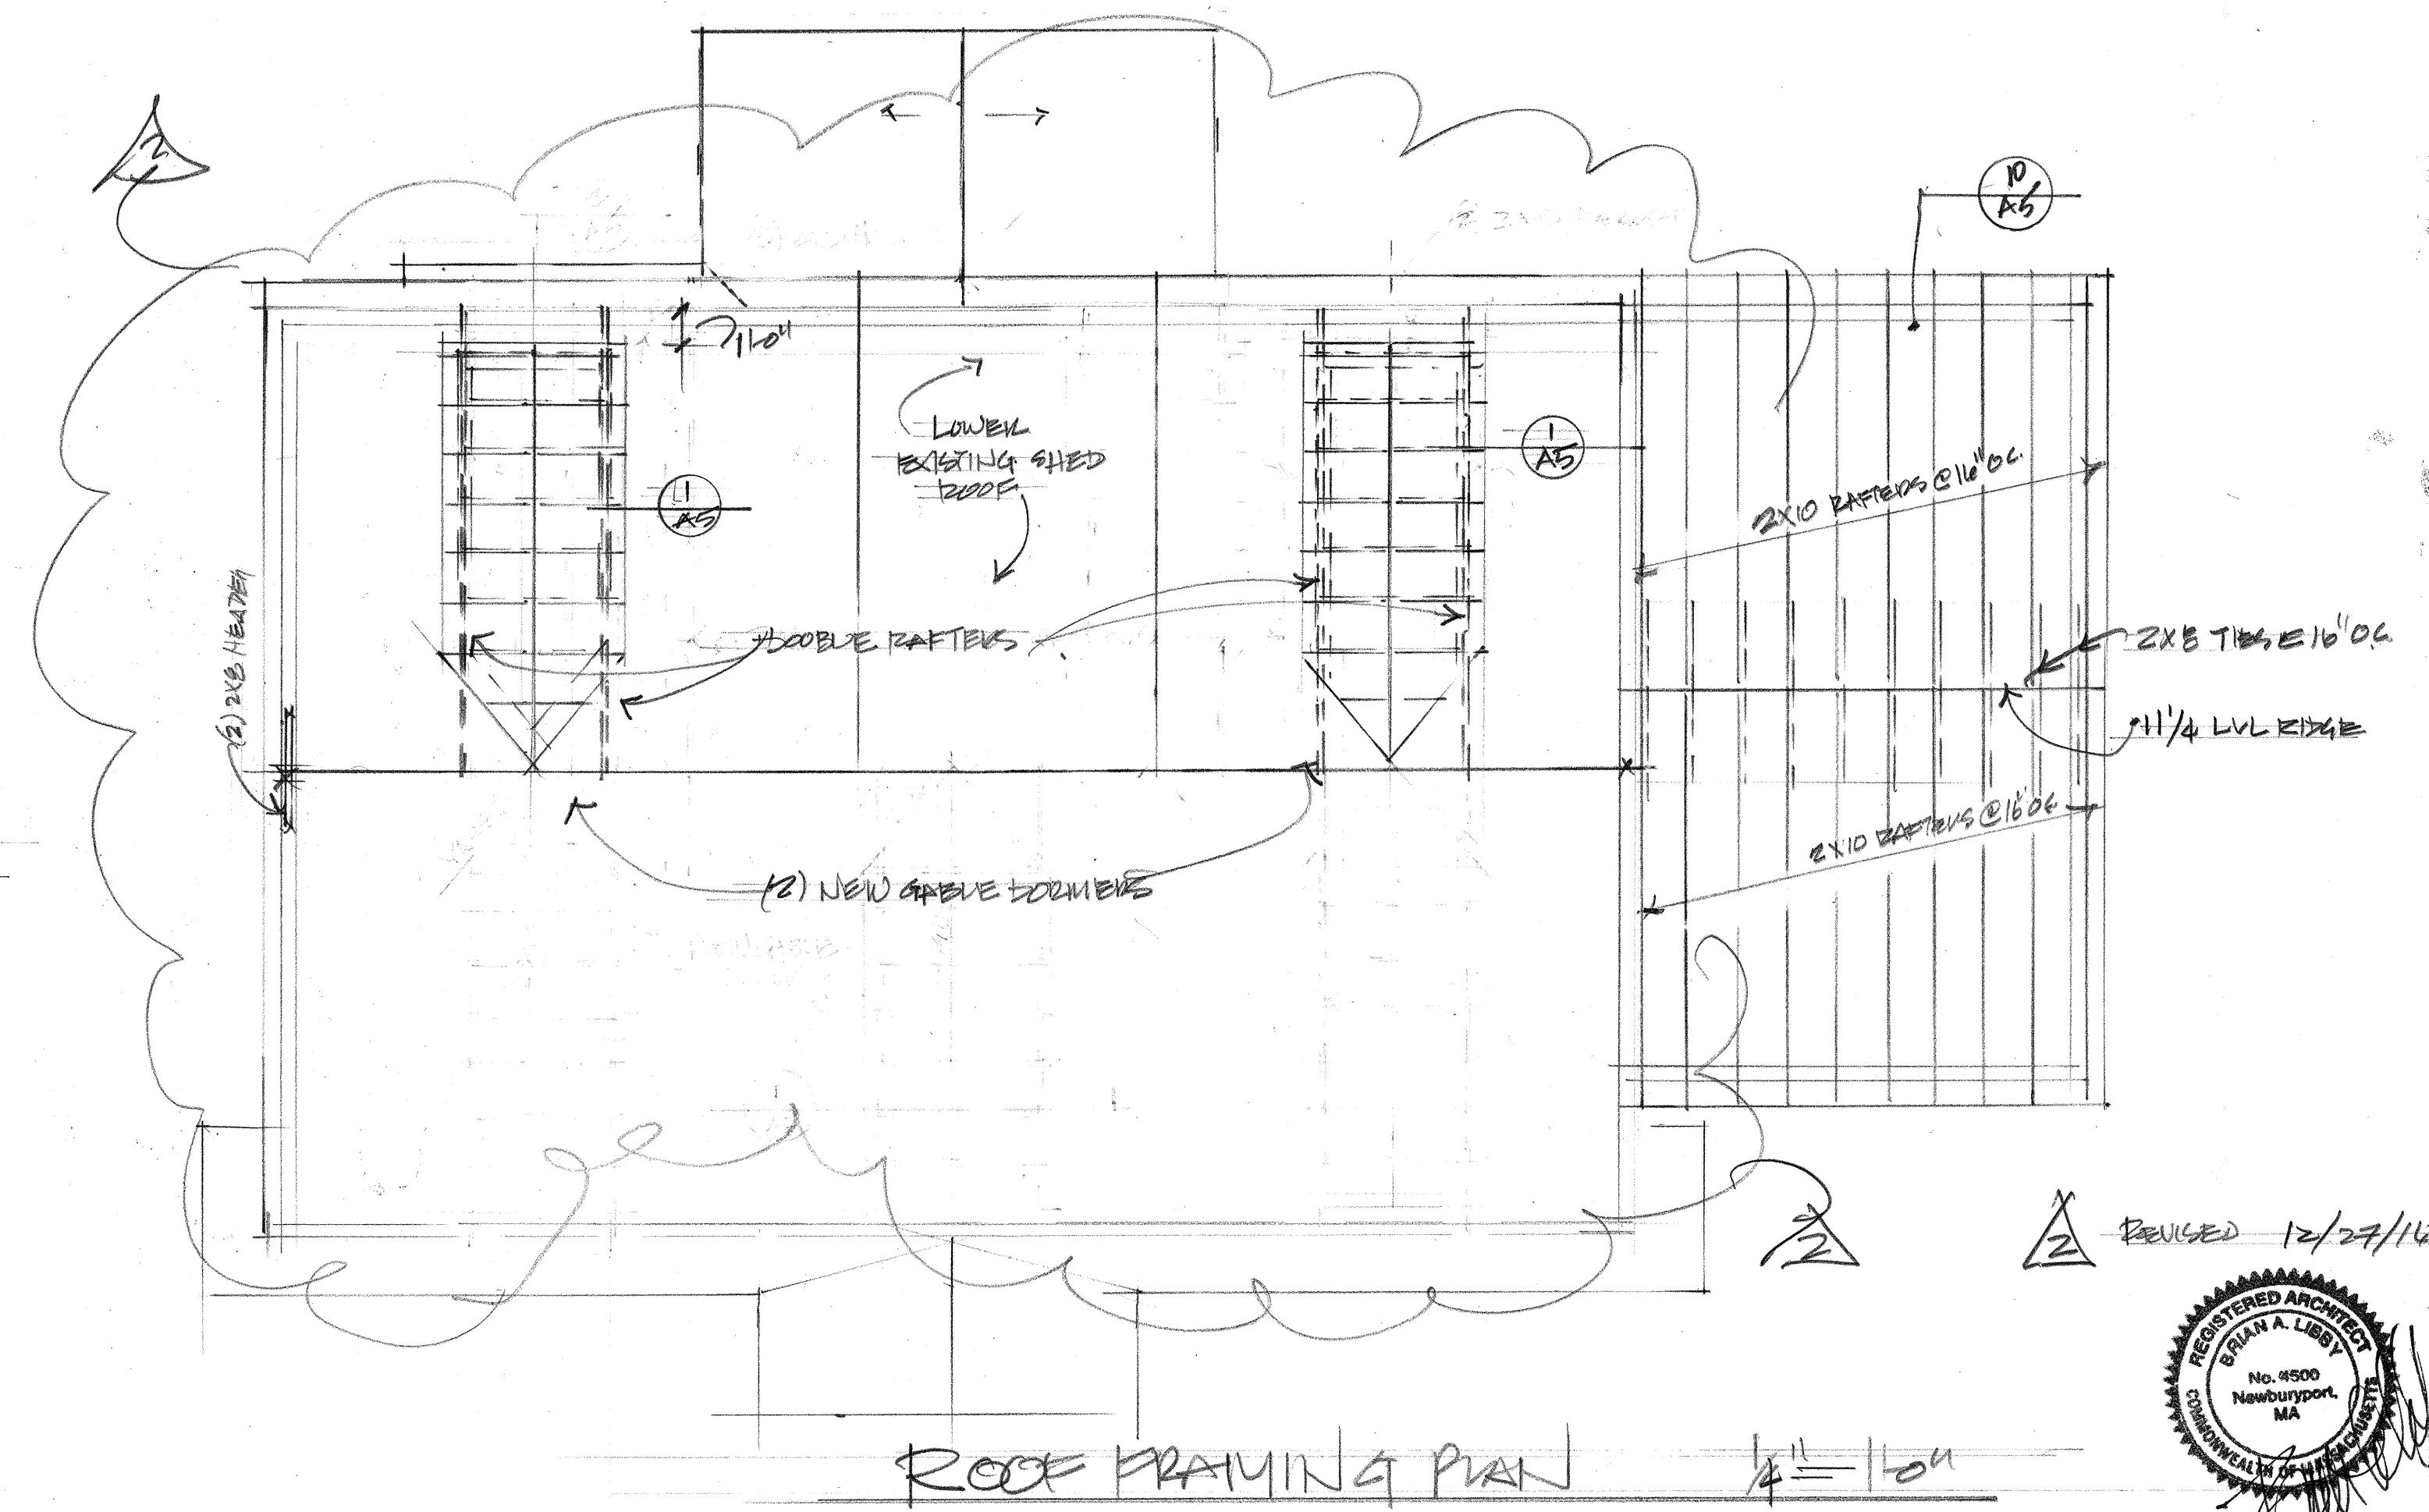 2
10
A5
1'-0"
LOWER
EXISTING SHED
ROOF
1
A5
1
A5
2X10 RAFTERS @ 16" O.C.
(2) 2X8 HEADER
DOUBLE RAFTERS
2X8 TIES @ 16" O.C.
11 1/4 LVL RIDGE
2X10 RAFTERS @ 16" O.C.
(2) NEW GABLE DORMERS
2
2
REVISED 12/27/16
REGISTERED ARCHITECT
BRIAN A. LIBBY
No. 4500
Newburyport,
MA
COMMONWEALTH OF MASSACHUSETTS
ROOF FRAMING PLAN 1/4" = 1'-0"